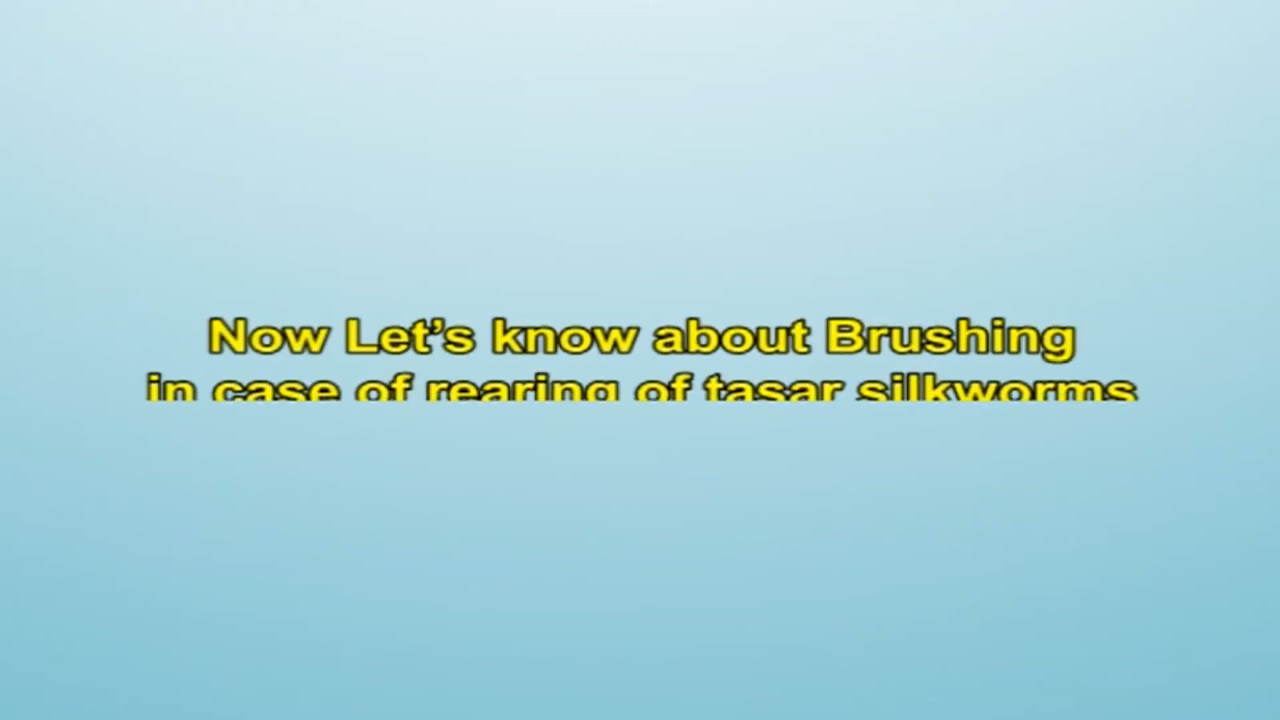 Now Let’s know about Brushing
in case of rearing of tasar silkworms